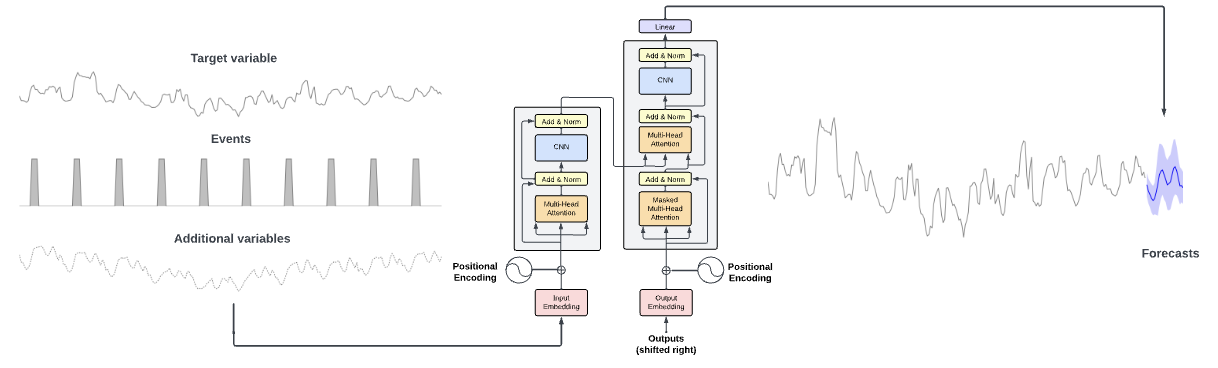 Target variable
Events
Additional variables
Positional
Encoding
Add & Norm
CNN
Add & Norm
Multi-Head
Attention
Input
Embedding
Linear
Add & Norm
CNN
Add & Norm
Multi-Head
Attention
Add & Norm
Masked
Multi-Head
Attention
Positional
Encoding
Output
Embedding
Outputs
(shifted right)
Forecasts